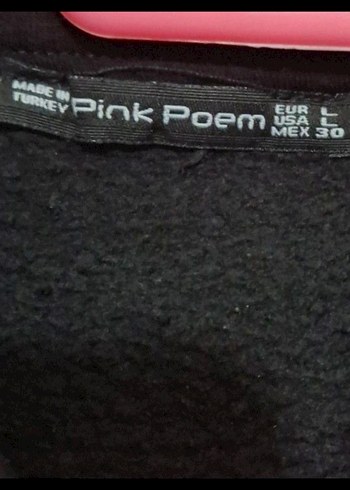 MADE IN
TURKEY
Pink Poem
EUR L
USA L
MEX 30